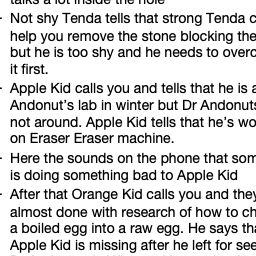 talks a lot inside the hole
- Not shy Tenda tells that strong Tenda c
help you remove the stone blocking the
but he is too shy and he needs to overc
it first.
- Apple Kid calls you and tells that he is a
Andonut's lab in winter but Dr Andonuts
not around. Apple Kid tells that he's wo
on Eraser Eraser machine.
- Here the sounds on the phone that som
is doing something bad to Apple Kid
- After that Orange Kid calls you and they
almost done with research of how to ch
a boiled egg into a raw egg. He says tha
Apple Kid is missing after he left for see